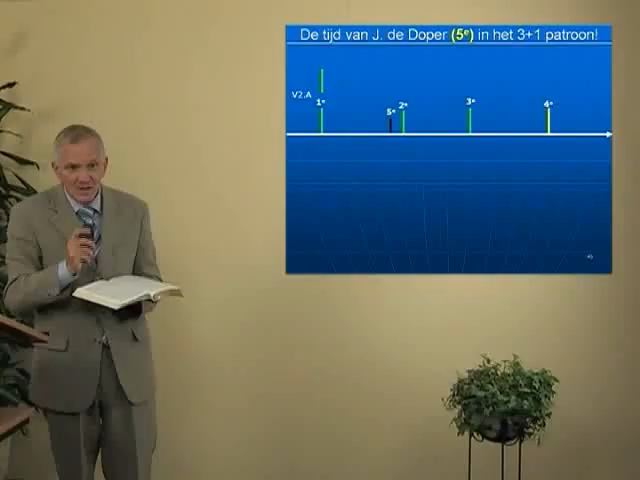 De tijd van J. de Doper (5ᵉ) in het 3+1 patroon!
V2.A
1ᵉ 5ᵉ 2ᵉ 3ᵉ 4ᵉ